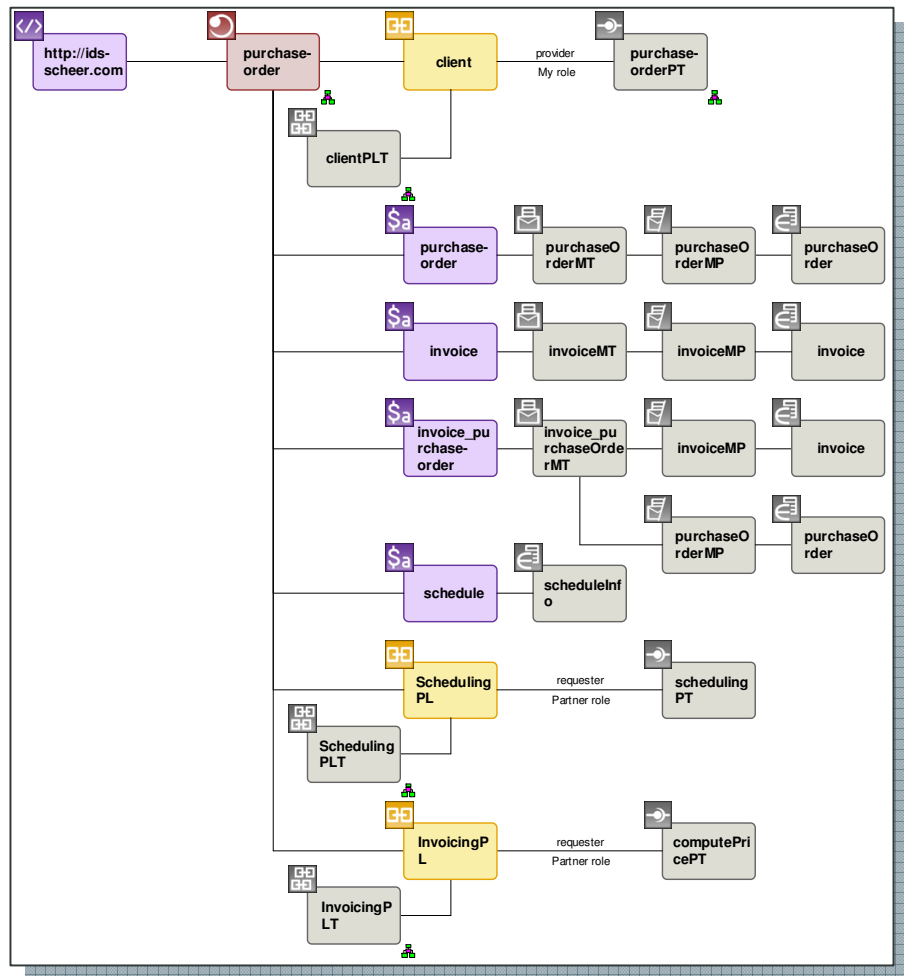 http://ids-
scheer.com
purchase-
order
client
provider
My role
purchase-
orderPT
clientPLT
$a
purchase-
order
purchaseO
rderMT
purchaseO
rderMP
purchaseO
rder
$a
invoice
invoiceMT
invoiceMP
invoice
$a
invoice_pu
rchase-
order
invoice_pu
rchaseOrde
rMT
invoiceMP
invoice
purchaseO
rderMP
purchaseO
rder
$a
schedule
scheduleInf
o
Scheduling
PL
requester
Partner role
scheduling
PT
Scheduling
PLT
InvoicingP
L
requester
Partner role
computePri
cePT
InvoicingP
LT